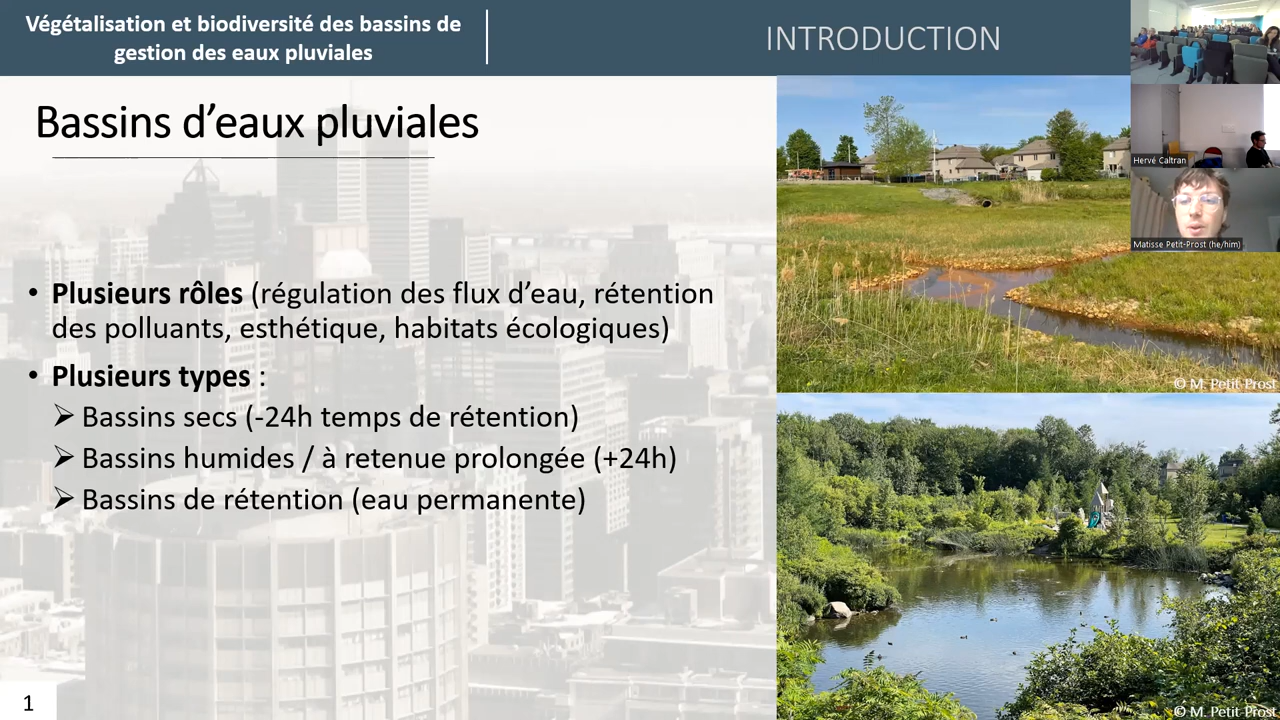 Végétalisation et biodiversité des bassins de
gestion des eaux pluviales
INTRODUCTION
Bassins d’eaux pluviales
• Plusieurs rôles (régulation des flux d’eau, rétention
des polluants, esthétique, habitats écologiques)
• Plusieurs types :
➢ Bassins secs (-24h temps de rétention)
➢ Bassins humides / à retenue prolongée (+24h)
➢ Bassins de rétention (eau permanente)
1
Hervé Caltran
Matisse Petit-Prost (he/him)
© M. Petit-Prost
© M. Petit-Prost